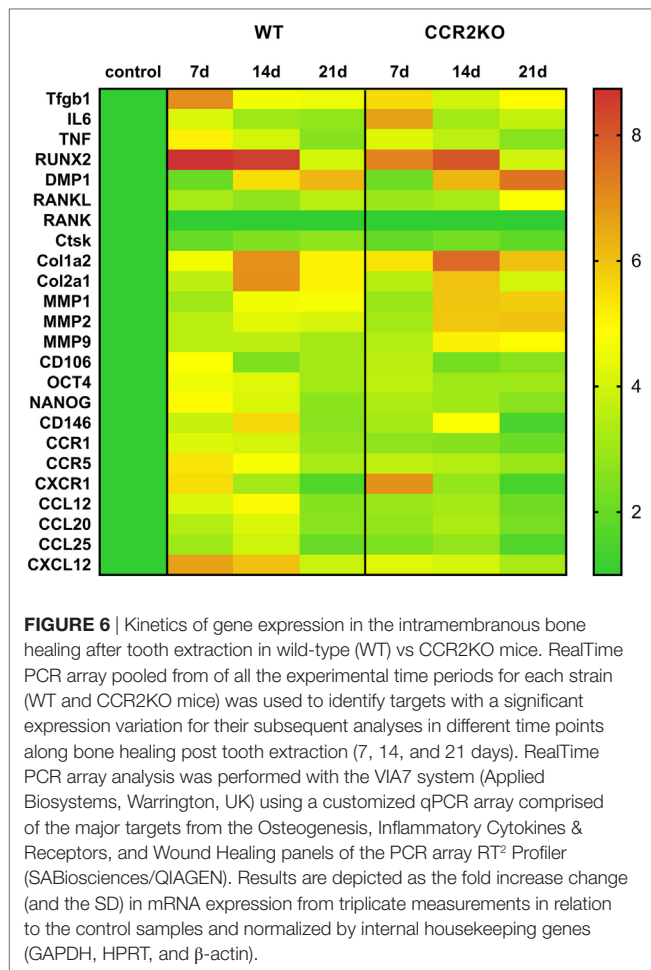 WT CCR2KO
control 7d 14d 21d 7d 14d 21d
Tfgb1
IL6
TNF
RUNX2
DMP1
RANKL
RANK
Ctsk
Col1a2
Col2a1
MMP1
MMP2
MMP9
CD106
OCT4
NANOG
CD146
CCR1
CCR5
CXCR1
CCL12
CCL20
CCL25
CXCL12
8
6
4
2
FIGURE 6 | Kinetics of gene expression in the intramembranous bone
healing after tooth extraction in wild-type (WT) vs CCR2KO mice. RealTime
PCR array pooled from of all the experimental time periods for each strain
(WT and CCR2KO mice) was used to identify targets with a significant
expression variation for their subsequent analyses in different time points
along bone healing post tooth extraction (7, 14, and 21 days). RealTime
PCR array analysis was performed with the VIA7 system (Applied
Biosystems, Warrington, UK) using a customized qPCR array comprised
of the major targets from the Osteogenesis, Inflammatory Cytokines &
Receptors, and Wound Healing panels of the PCR array RT² Profiler
(SABiosciences/QIAGEN). Results are depicted as the fold increase change
(and the SD) in mRNA expression from triplicate measurements in relation
to the control samples and normalized by internal housekeeping genes
(GAPDH, HPRT, and β-actin).